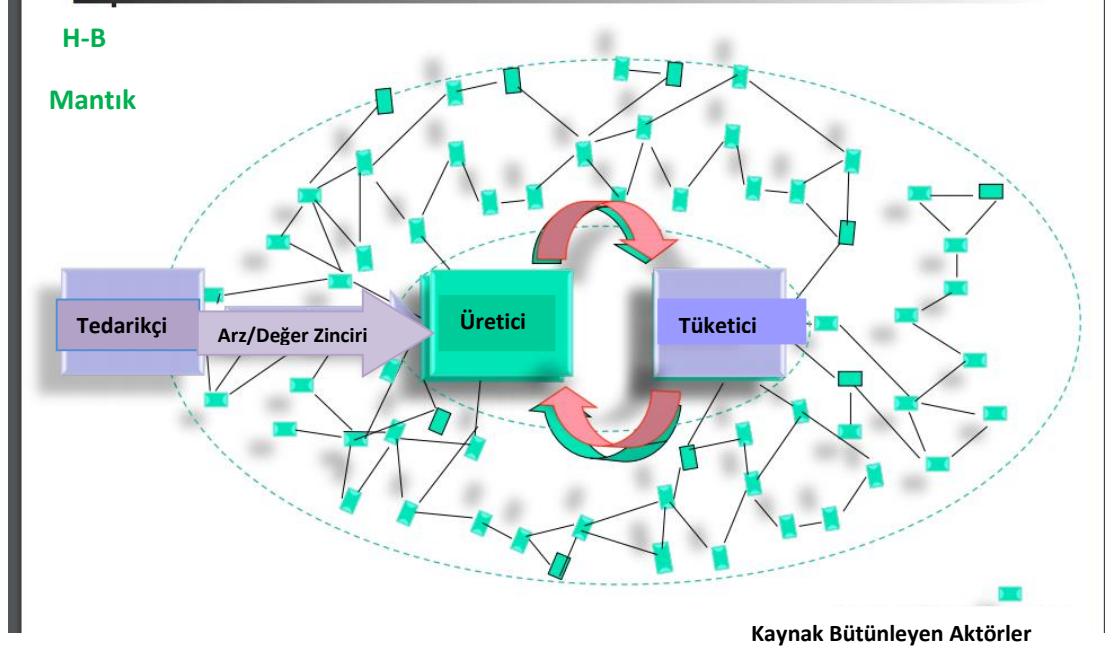 H-B
Mantık
Tedarikçi
Arz/Değer Zinciri
Üretici
Tüketici
Kaynak Bütünleyen Aktörler